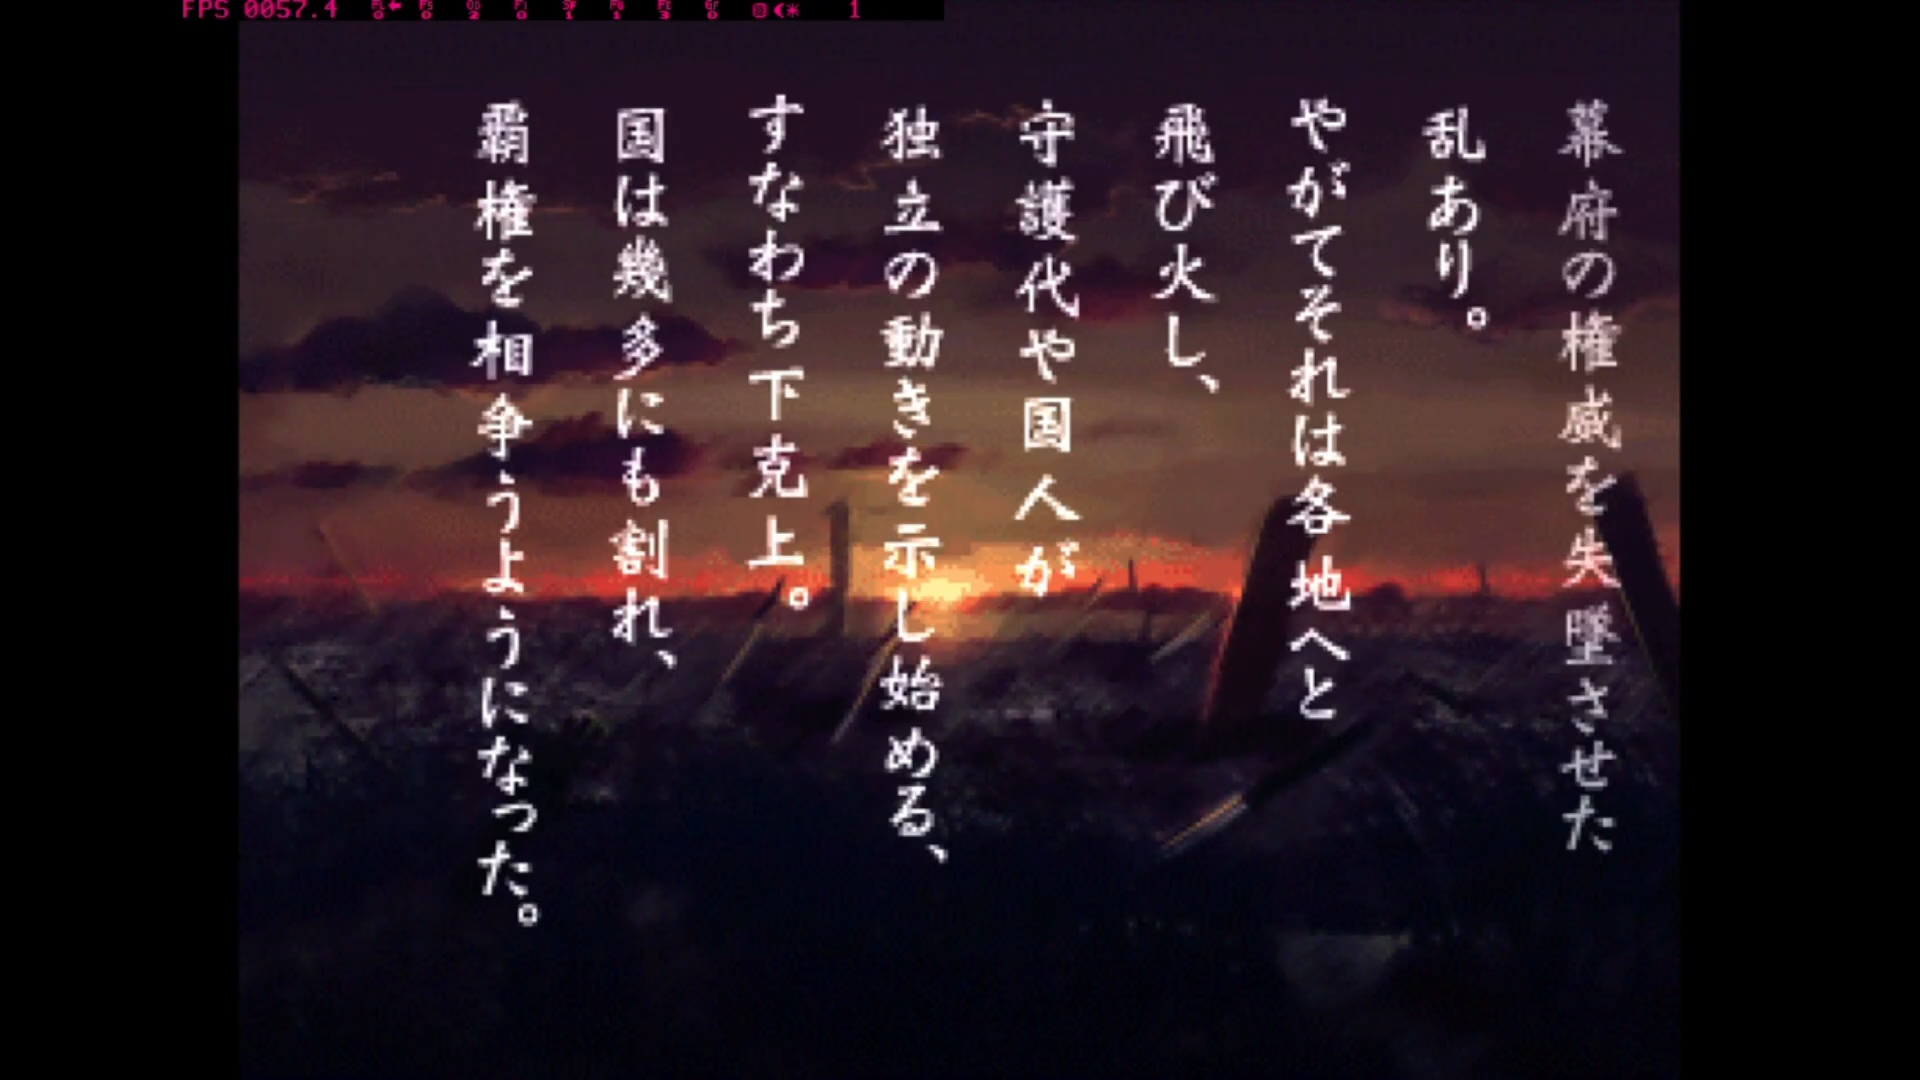 FPS 0057.4
幕府の権威を失墜させた
乱あり。
やがてそれは各地へと
飛び火し、
守護代や国人が
独立の動きを示し始める、
すなわち下克上。
国は幾多にも割れ、
覇権を相争うようになった。